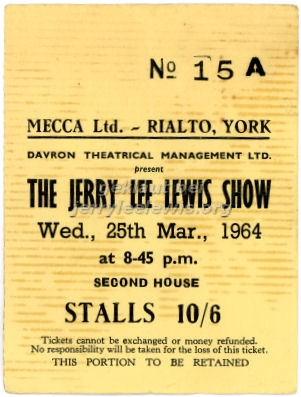 No 15 A
MECCA Ltd. - RIALTO, YORK
DAVRON THEATRICAL MANAGEMENT LTD.
present
THE JERRY LEE LEWIS SHOW
jerryleelewis.org
Wed., 25th Mar., 1964
at 8-45 p.m.
SECOND HOUSE
STALLS 10/6
Tickets cannot be exchanged or money refunded.
No responsibility will be taken for the loss of this ticket.
THIS PORTION TO BE RETAINED